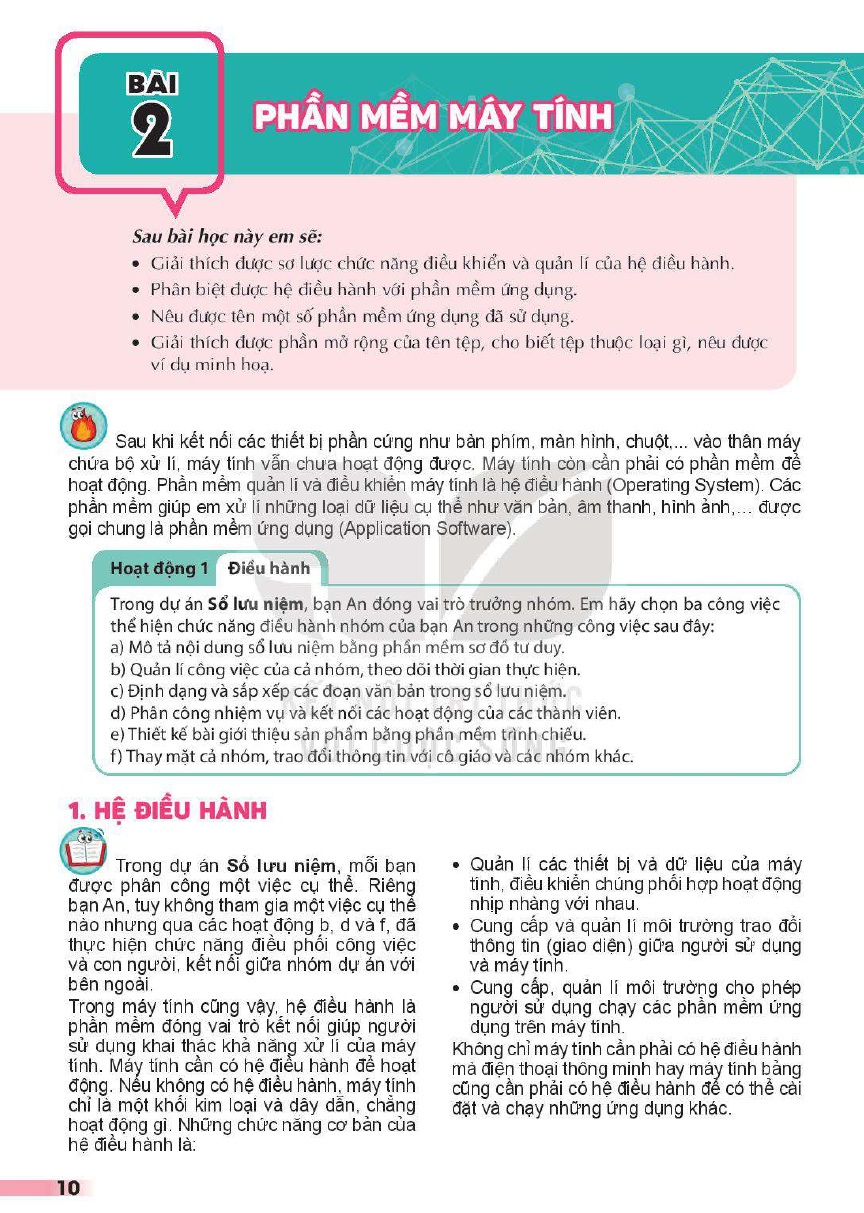 BÀI
2
PHẦN MỀM MÁY TÍNH
Sau bài học này em sẽ:
• Giải thích được sơ lược chức năng điều khiển và quản lí của hệ điều hành.
• Phân biệt được hệ điều hành với phần mềm ứng dụng.
• Nêu được tên một số phần mềm ứng dụng đã sử dụng.
• Giải thích được phần mở rộng của tên tệp, cho biết tệp thuộc loại gì, nêu được
ví dụ minh hoạ.
Sau khi kết nối các thiết bị phần cứng như bàn phím, màn hình, chuột,... vào thân máy
chứa bộ xử lí, máy tính vẫn chưa hoạt động được. Máy tính còn cần phải có phần mềm để
hoạt động. Phần mềm quản lí và điều khiển máy tính là hệ điều hành (Operating System). Các
phần mềm giúp em xử lí những loại dữ liệu cụ thể như văn bản, âm thanh, hình ảnh,... được
gọi chung là phần mềm ứng dụng (Application Software).
Hoạt động 1 Điều hành
Trong dự án Sổ lưu niệm, bạn An đóng vai trò trưởng nhóm. Em hãy chọn ba công việc
thể hiện chức năng điều hành nhóm của bạn An trong những công việc sau đây:
a) Mô tả nội dung sổ lưu niệm bằng phần mềm sơ đồ tư duy.
b) Quản lí công việc của cả nhóm, theo dõi thời gian thực hiện.
c) Định dạng và sắp xếp các đoạn văn bản trong sổ lưu niệm.
d) Phân công nhiệm vụ và kết nối các hoạt động của các thành viên.
e) Thiết kế bài giới thiệu sản phẩm bằng phần mềm trình chiếu.
f) Thay mặt cả nhóm, trao đổi thông tin với cô giáo và các nhóm khác.
KẾT NỐI TRI THỨC
VỚI CUỘC SỐNG
1. HỆ ĐIỀU HÀNH
Trong dự án Sổ lưu niệm, mỗi bạn
được phân công một việc cụ thể. Riêng
bạn An, tuy không tham gia một việc cụ thể
nào nhưng qua các hoạt động b, d và f, đã
thực hiện chức năng điều phối công việc
và con người, kết nối giữa nhóm dự án với
bên ngoài.
Trong máy tính cũng vậy, hệ điều hành là
phần mềm đóng vai trò kết nối giúp người
sử dụng khai thác khả năng xử lí của máy
tính. Máy tính cần có hệ điều hành để hoạt
động. Nếu không có hệ điều hành, máy tính
chỉ là một khối kim loại và dây dẫn, chẳng
hoạt động gì. Những chức năng cơ bản của
hệ điều hành là:
• Quản lí các thiết bị và dữ liệu của máy
tính, điều khiển chúng phối hợp hoạt động
nhịp nhàng với nhau.
• Cung cấp và quản lí môi trường trao đổi
thông tin (giao diện) giữa người sử dụng
và máy tính.
• Cung cấp, quản lí môi trường cho phép
người sử dụng chạy các phần mềm ứng
dụng trên máy tính.
Không chỉ máy tính cần phải có hệ điều hành
mà điện thoại thông minh hay máy tính bảng
cũng cần phải có hệ điều hành để có thể cài
đặt và chạy những ứng dụng khác.
10